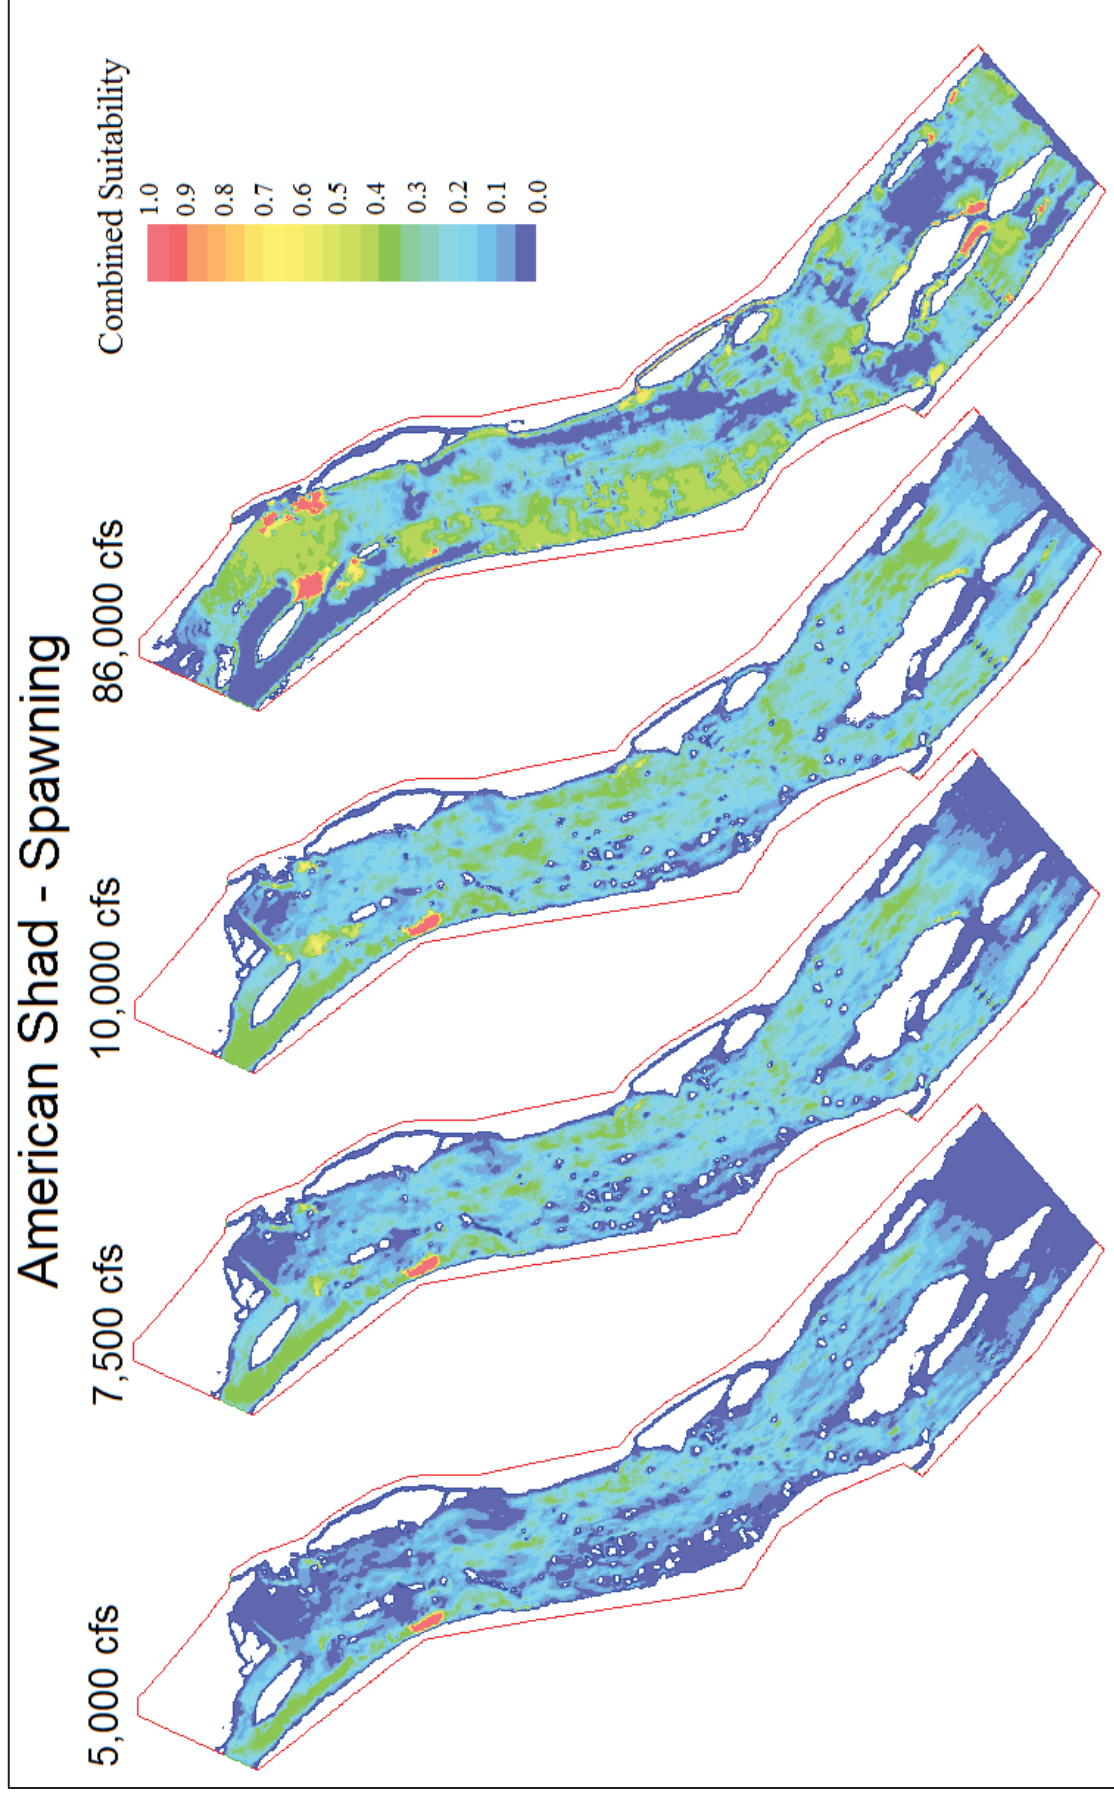 American Shad - Spawning
5,000 cfs
7,500 cfs
10,000 cfs
86,000 cfs
Combined Suitability
1.0
0.9
0.8
0.7
0.6
0.5
0.4
0.3
0.2
0.1
0.0